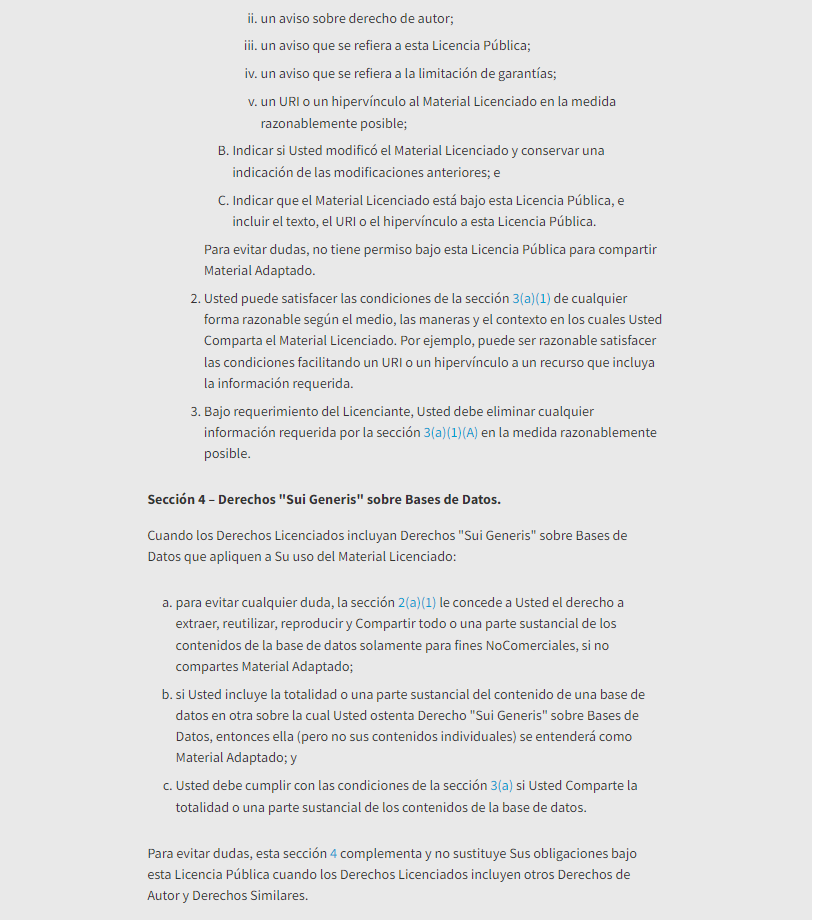 ii. un aviso sobre derecho de autor;
iii. un aviso que se refiera a esta Licencia Pública;
iv. un aviso que se refiera a la limitación de garantías;
v. un URI o un hipervínculo al Material Licenciado en la medida
razonablemente posible;
B. Indicar si Usted modificó el Material Licenciado y conservar una
indicación de las modificaciones anteriores; e
C. Indicar que el Material Licenciado está bajo esta Licencia Pública, e
incluir el texto, el URI o el hipervínculo a esta Licencia Pública.
Para evitar dudas, no tiene permiso bajo esta Licencia Pública para compartir
Material Adaptado.
2. Usted puede satisfacer las condiciones de la sección 3(a)(1) de cualquier
forma razonable según el medio, las maneras y el contexto en los cuales Usted
Comparta el Material Licenciado. Por ejemplo, puede ser razonable satisfacer
las condiciones facilitando un URI o un hipervínculo a un recurso que incluya
la información requerida.
3. Bajo requerimiento del Licenciante, Usted debe eliminar cualquier
información requerida por la sección 3(a)(1)(A) en la medida razonablemente
posible.
Sección 4 – Derechos "Sui Generis" sobre Bases de Datos.
Cuando los Derechos Licenciados incluyan Derechos "Sui Generis" sobre Bases de
Datos que apliquen a Su uso del Material Licenciado:
a. para evitar cualquier duda, la sección 2(a)(1) le concede a Usted el derecho a
extraer, reutilizar, reproducir y Compartir todo o una parte sustancial de los
contenidos de la base de datos solamente para fines NoComerciales, si no
compartes Material Adaptado;
b. si Usted incluye la totalidad o una parte sustancial del contenido de una base de
datos en otra sobre la cual Usted ostenta Derecho "Sui Generis" sobre Bases de
Datos, entonces ella (pero no sus contenidos individuales) se entenderá como
Material Adaptado; y
c. Usted debe cumplir con las condiciones de la sección 3(a) si Usted Comparte la
totalidad o una parte sustancial de los contenidos de la base de datos.
Para evitar dudas, esta sección 4 complementa y no sustituye Sus obligaciones bajo
esta Licencia Pública cuando los Derechos Licenciados incluyen otros Derechos de
Autor y Derechos Similares.